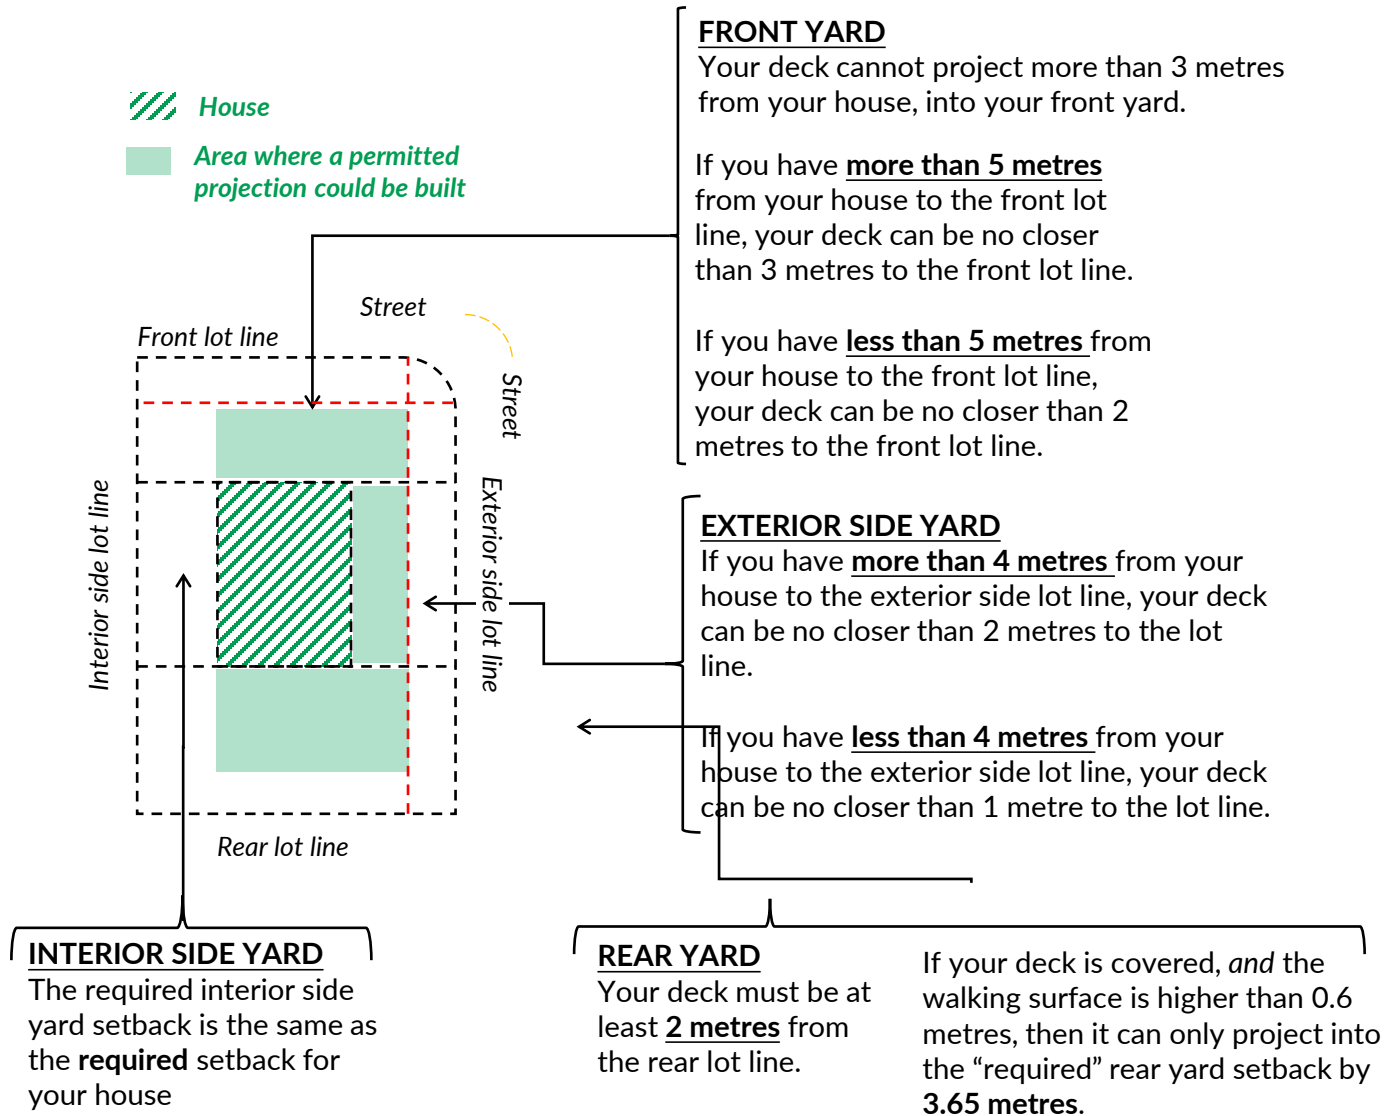 FRONT YARD
Your deck cannot project more than 3 metres
from your house, into your front yard.
If you have more than 5 metres
from your house to the front lot
line, your deck can be no closer
than 3 metres to the front lot line.
If you have less than 5 metres from
your house to the front lot line,
your deck can be no closer than 2
metres to the front lot line.
House
Area where a permitted
projection could be built
Street
Front lot line
Street
Interior side lot line
Exterior side lot line
Rear lot line
EXTERIOR SIDE YARD
If you have more than 4 metres from your
house to the exterior side lot line, your deck
can be no closer than 2 metres to the lot
line.
If you have less than 4 metres from your
house to the exterior side lot line, your deck
can be no closer than 1 metre to the lot line.
INTERIOR SIDE YARD
The required interior side
yard setback is the same as
the required setback for
your house
REAR YARD
Your deck must be at
least 2 metres from
the rear lot line.
If your deck is covered, and the
walking surface is higher than 0.6
metres, then it can only project into
the “required” rear yard setback by
3.65 metres.